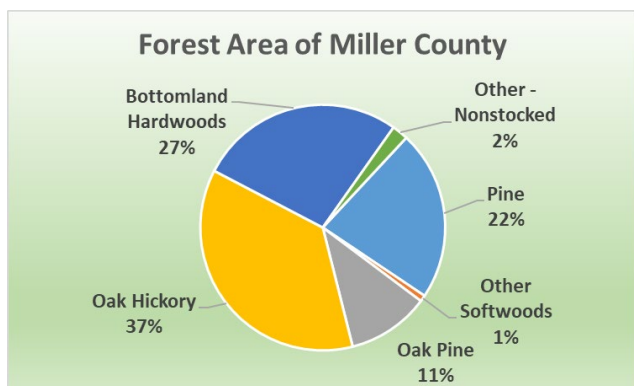 Forest Area of Miller County
Bottomland
Hardwoods
27%
Other -
Nonstocked
2%
Pine
22%
Other
Softwoods
1%
Oak Pine
11%
Oak Hickory
37%